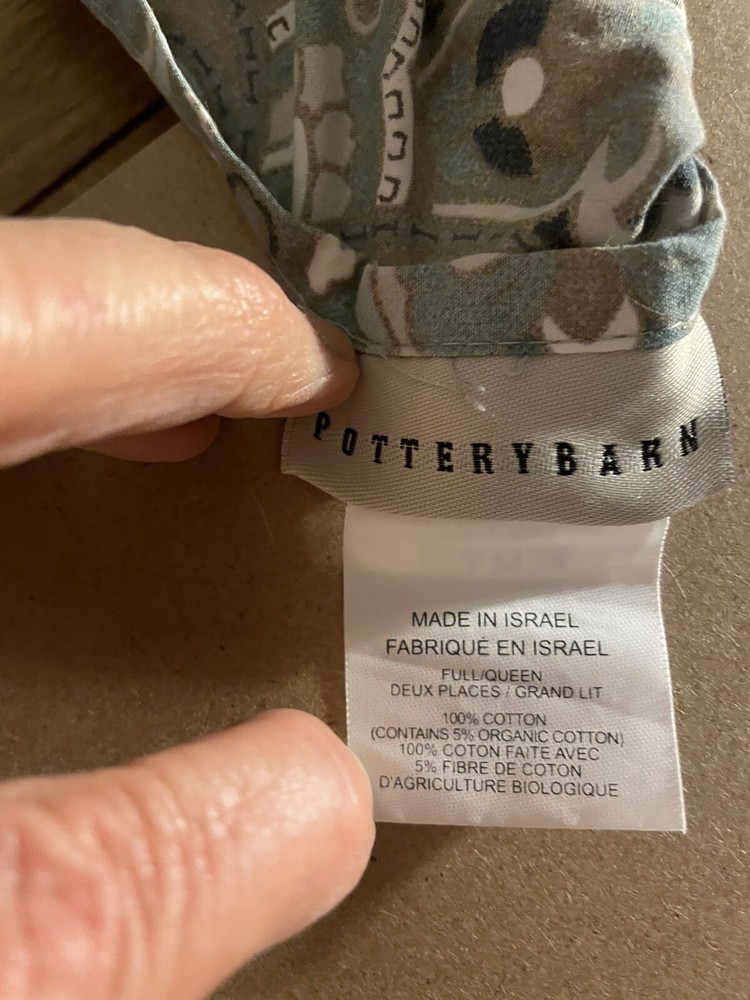 POTTERYBARN
MADE IN ISRAEL
FABRIQUÉ EN ISRAEL
FULL/QUEEN
DEUX PLACES / GRAND LIT
100% COTTON
(CONTAINS 5% ORGANIC COTTON)
100% COTON FAITE AVEC
5% FIBRE DE COTON
D'AGRICULTURE BIOLOGIQUE